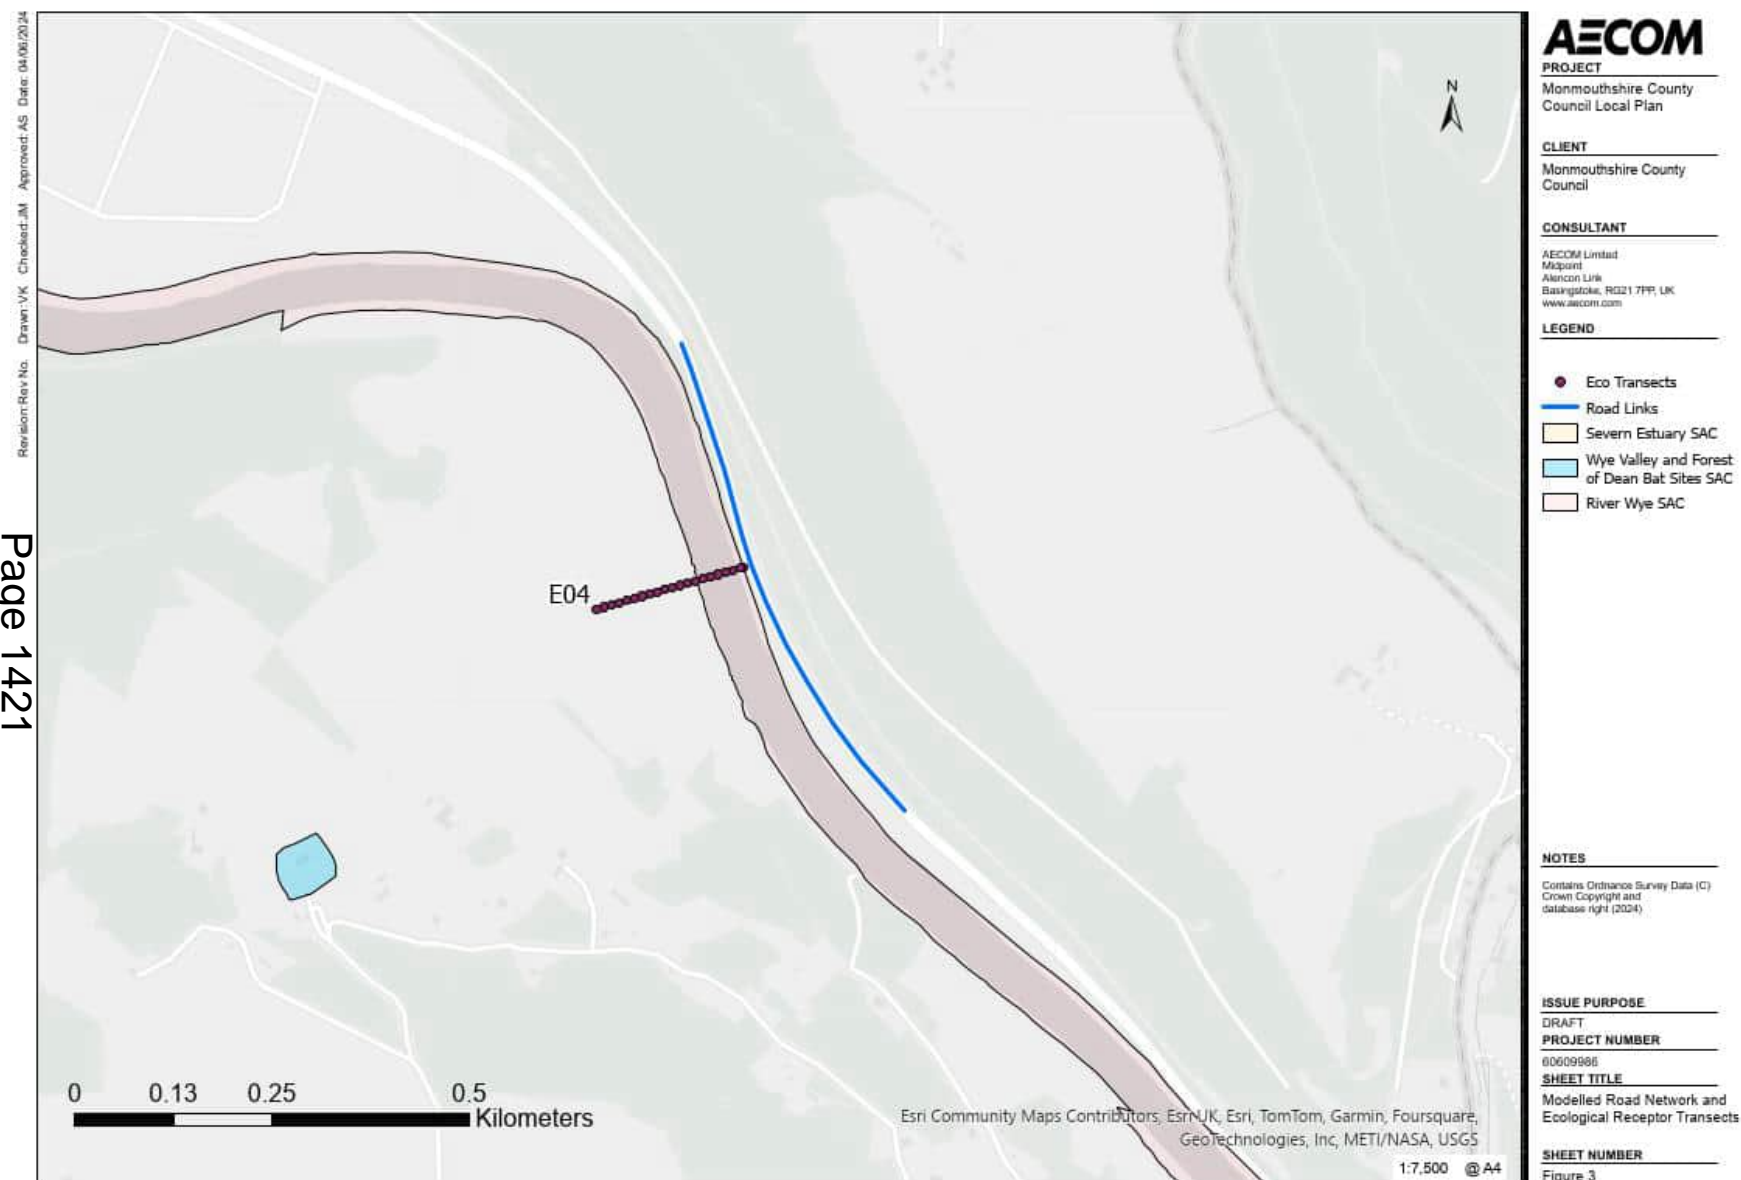 Revision:Rev No. Drawn:VK Checked:JM Approved: AS Date: 04/06/2024
Page 1421
N
E04
0 0.13 0.25 0.5
Kilometers
Esri Community Maps Contributors, Esri UK, Esri, TomTom, Garmin, Foursquare,
GeoTechnologies, Inc, METI/NASA, USGS
1:7,500 @ A4
AECOM
PROJECT
Monmouthshire County
Council Local Plan
CLIENT
Monmouthshire County
Council
CONSULTANT
AECOM Limited
Midpoint
Alencon Link
Basingstoke, RG21 7PP, UK
www.aecom.com
LEGEND
Eco Transects
Road Links
Severn Estuary SAC
Wye Valley and Forest
of Dean Bat Sites SAC
River Wye SAC
NOTES
Contains Ordnance Survey Data (C)
Crown Copyright and
database right (2024)
ISSUE PURPOSE
DRAFT
PROJECT NUMBER
60609986
SHEET TITLE
Modelled Road Network and
Ecological Receptor Transects
SHEET NUMBER
Figure 3